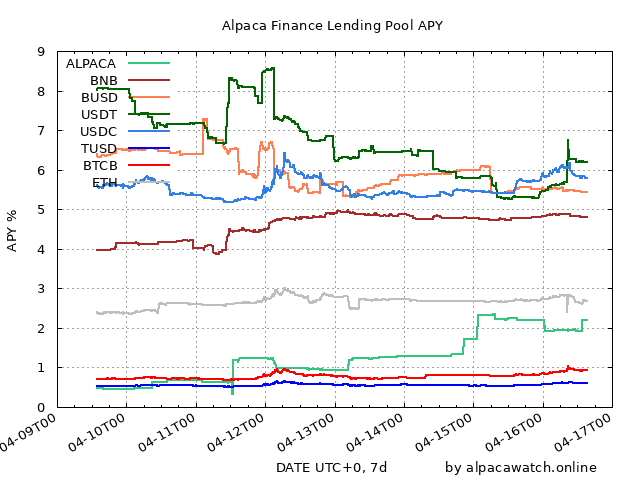 Alpaca Finance Lending Pool APY
9
8
7
6
5
4
3
2
1
0
APY %
ALPACA
BNB
BUSD
USDT
USDC
TUSD
BTCB
ETH
04-09T00
04-10T00
04-11T00
04-12T00
04-13T00
04-14T00
04-15T00
04-16T00
04-17T00
DATE UTC+0, 7d
by alpacawatch.online